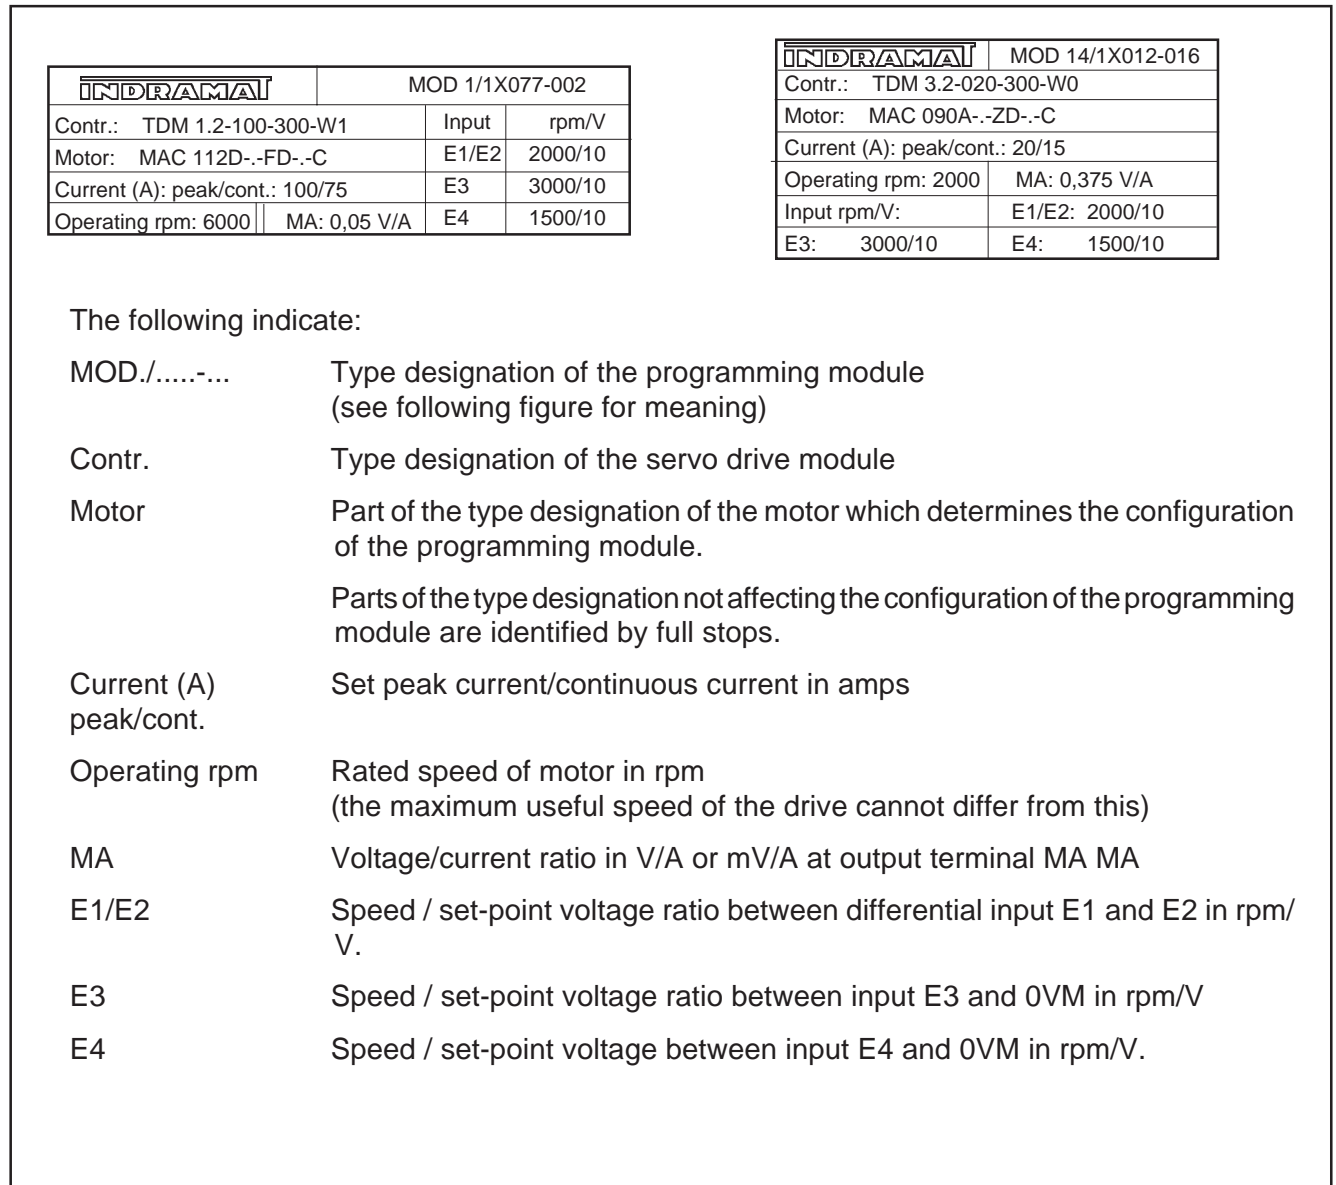 INDRAMAT MOD 1/1X077-002
Contr.: TDM 1.2-100-300-W1 Input rpm/V
Motor: MAC 112D-.-FD-.-C E1/E2 2000/10
Current (A): peak/cont.: 100/75 E3 3000/10
Operating rpm: 6000 MA: 0,05 V/A E4 1500/10
INDRAMAT MOD 14/1X012-016
Contr.: TDM 3.2-020-300-W0
Motor: MAC 090A-.-ZD-.-C
Current (A): peak/cont.: 20/15
Operating rpm: 2000 MA: 0,375 V/A
Input rpm/V: E1/E2: 2000/10
E3: 3000/10 E4: 1500/10
The following indicate:
MOD./.....-... Type designation of the programming module
(see following figure for meaning)
Contr. Type designation of the servo drive module
Motor Part of the type designation of the motor which determines the configuration
of the programming module.
Parts of the type designation not affecting the configuration of the programming
module are identified by full stops.
Current (A) Set peak current/continuous current in amps
peak/cont.
Operating rpm Rated speed of motor in rpm
(the maximum useful speed of the drive cannot differ from this)
MA Voltage/current ratio in V/A or mV/A at output terminal MA MA
E1/E2 Speed / set-point voltage ratio between differential input E1 and E2 in rpm/
V.
E3 Speed / set-point voltage ratio between input E3 and 0VM in rpm/V
E4 Speed / set-point voltage between input E4 and 0VM in rpm/V.